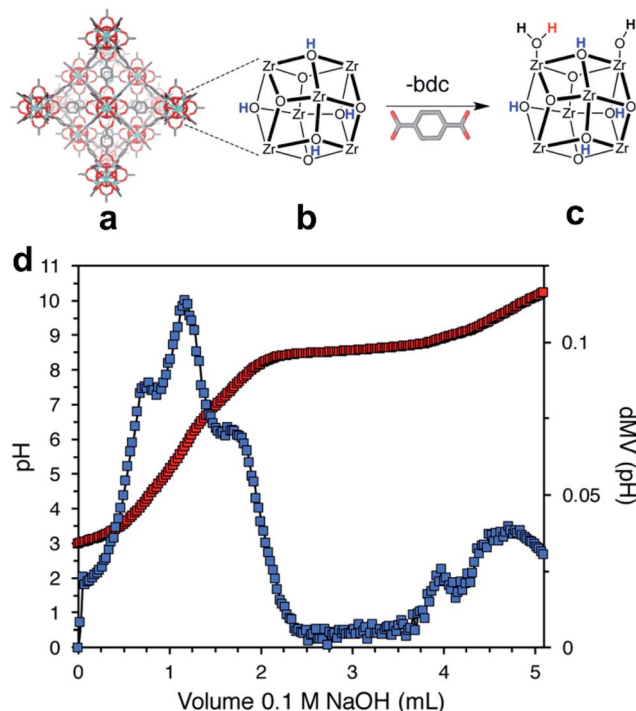 H H H
H O H O
O O
Zr Zr Zr Zr
O -bdc O
O Zr O O Zr O
HO Zr OH HO Zr OH
O O
H H
Zr O Zr Zr O Zr
a b c
d
11
10
9
8
7
6
5
4
3
2
1
0
pH
0.1
0.05
0
dMV (pH)
0 1 2 3 4 5
Volume 0.1 M NaOH (mL)